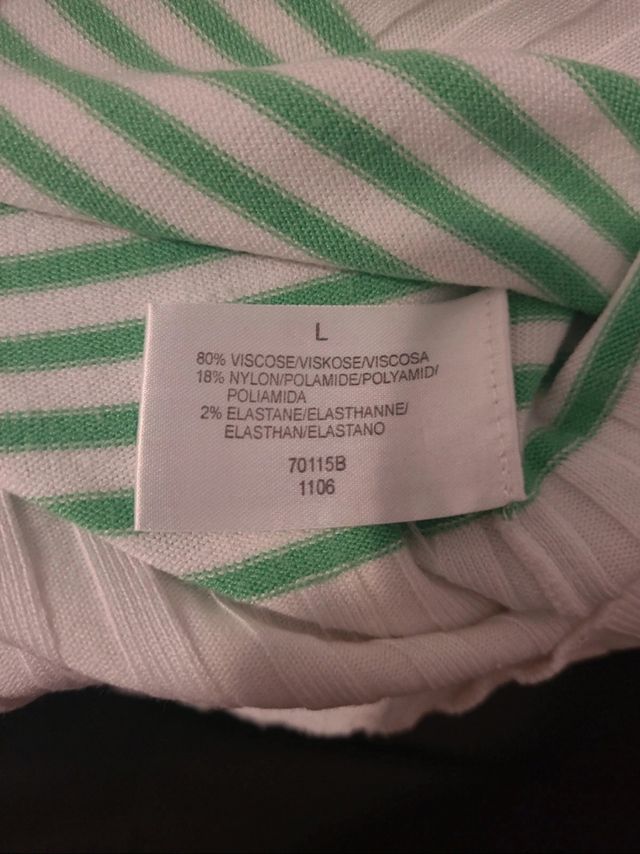 L
80% VISCOSE/VISKOSE/VISCOSA
18% NYLON/POLAMIDE/POLYAMID/
POLIAMIDA
2% ELASTANE/ELASTHANNE/
ELASTHAN/ELASTANO
70115B
1106